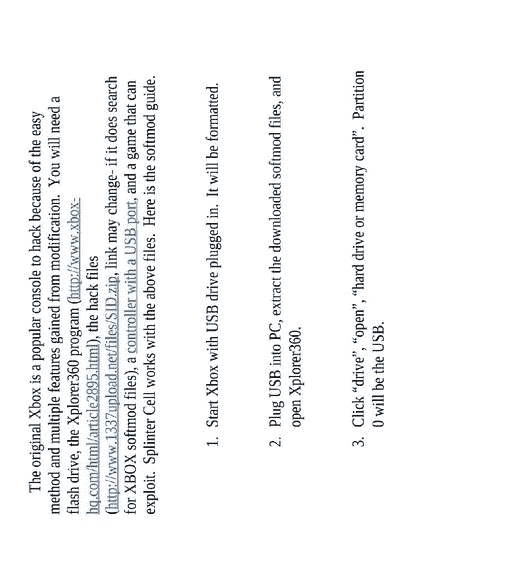 The original Xbox is a popular console to hack because of the easy
method and multiple features gained from modification.  You will need a
flash drive, the Xplorer360 program (http://www.xbox-
hq.com/html/article2895.html), the hack files
(http://www.1337upload.net/files/SID.zip, link may change- if it does search
for XBOX softmod files), a controller with a USB port, and a game that can
exploit.  Splinter Cell works with the above files.  Here is the softmod guide.
1.  Start Xbox with USB drive plugged in.  It will be formatted.
2.  Plug USB into PC, extract the downloaded softmod files, and
open Xplorer360.
3.  Click “drive”, “open”, “hard drive or memory card”.  Partition
0 will be the USB.